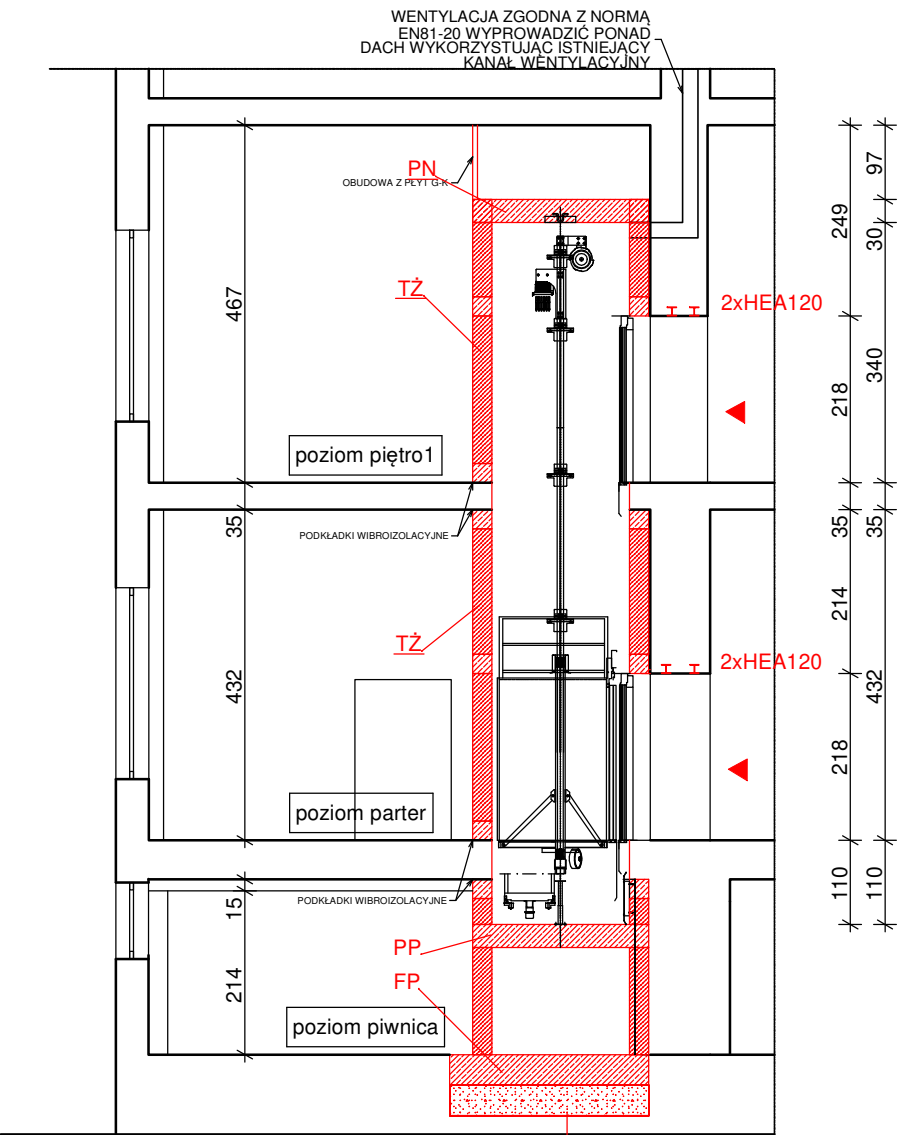 WENTYLACJA ZGODNA Z NORMĄ
EN81-20 WYPROWADZIĆ PONAD
DACH WYKORZYSTUJĄC ISTNIEJĄCY
KANAŁ WENTYLACYJNY
PN
OBUDOWA Z PŁYT G-K
97
249
30
TŻ
2xHEA120
467
340
218
poziom piętro1
35
35
35
PODKŁADKI WIBROIZOLACYJNE
214
TŻ
2xHEA120
432
432
218
poziom parter
110
110
15
PODKŁADKI WIBROIZOLACYJNE
PP
FP
214
poziom piwnica